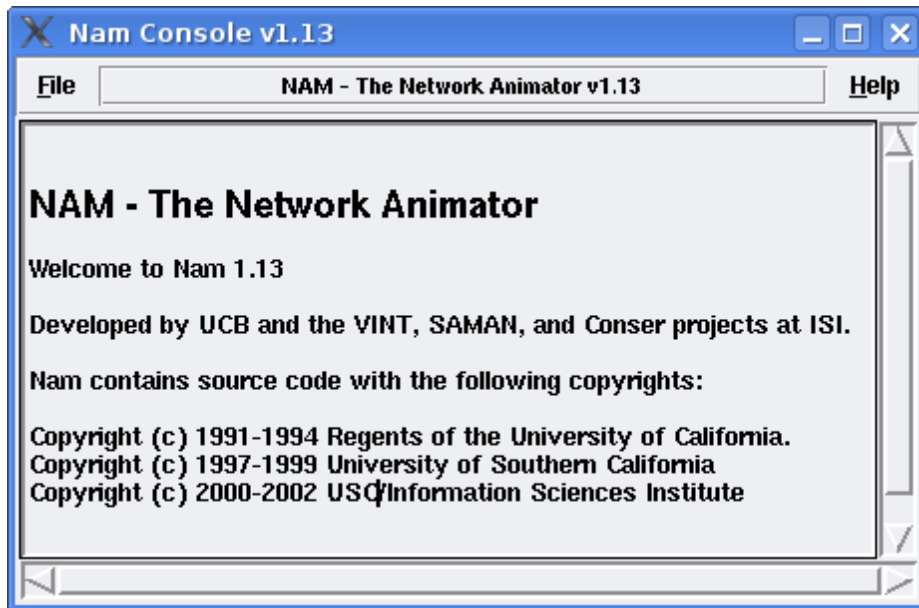 Nam Console v1.13
File NAM - The Network Animator v1.13 Help
NAM - The Network Animator
Welcome to Nam 1.13
Developed by UCB and the VINT, SAMAN, and Conser projects at ISI.
Nam contains source code with the following copyrights:
Copyright (c) 1991-1994 Regents of the University of California.
Copyright (c) 1997-1999 University of Southern California
Copyright (c) 2000-2002 USC/Information Sciences Institute